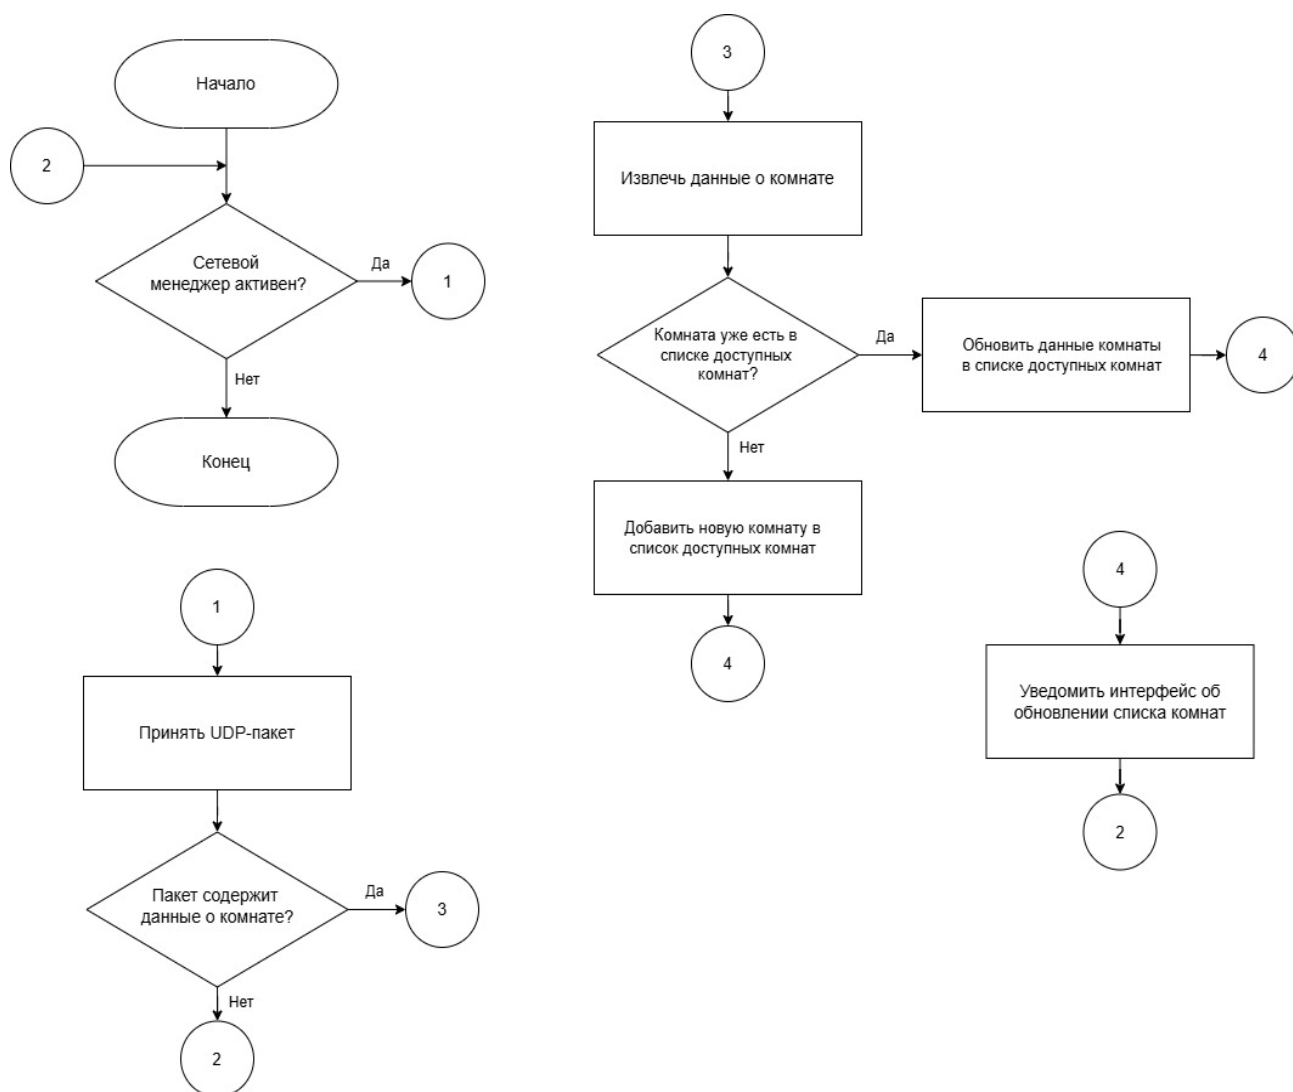 Начало
2
Сетевой
менеджер активен?
Да
1
Нет
Конец
1
Принять UDP-пакет
Пакет содержит
данные о комнате?
Да
3
Нет
2
3
Извлечь данные о комнате
Комната уже есть в
списке доступных
комнат?
Да
Обновить данные комнаты
в списке доступных комнат
4
Нет
Добавить новую комнату в
список доступных комнат
4
4
Уведомить интерфейс об
обновлении списка комнат
2